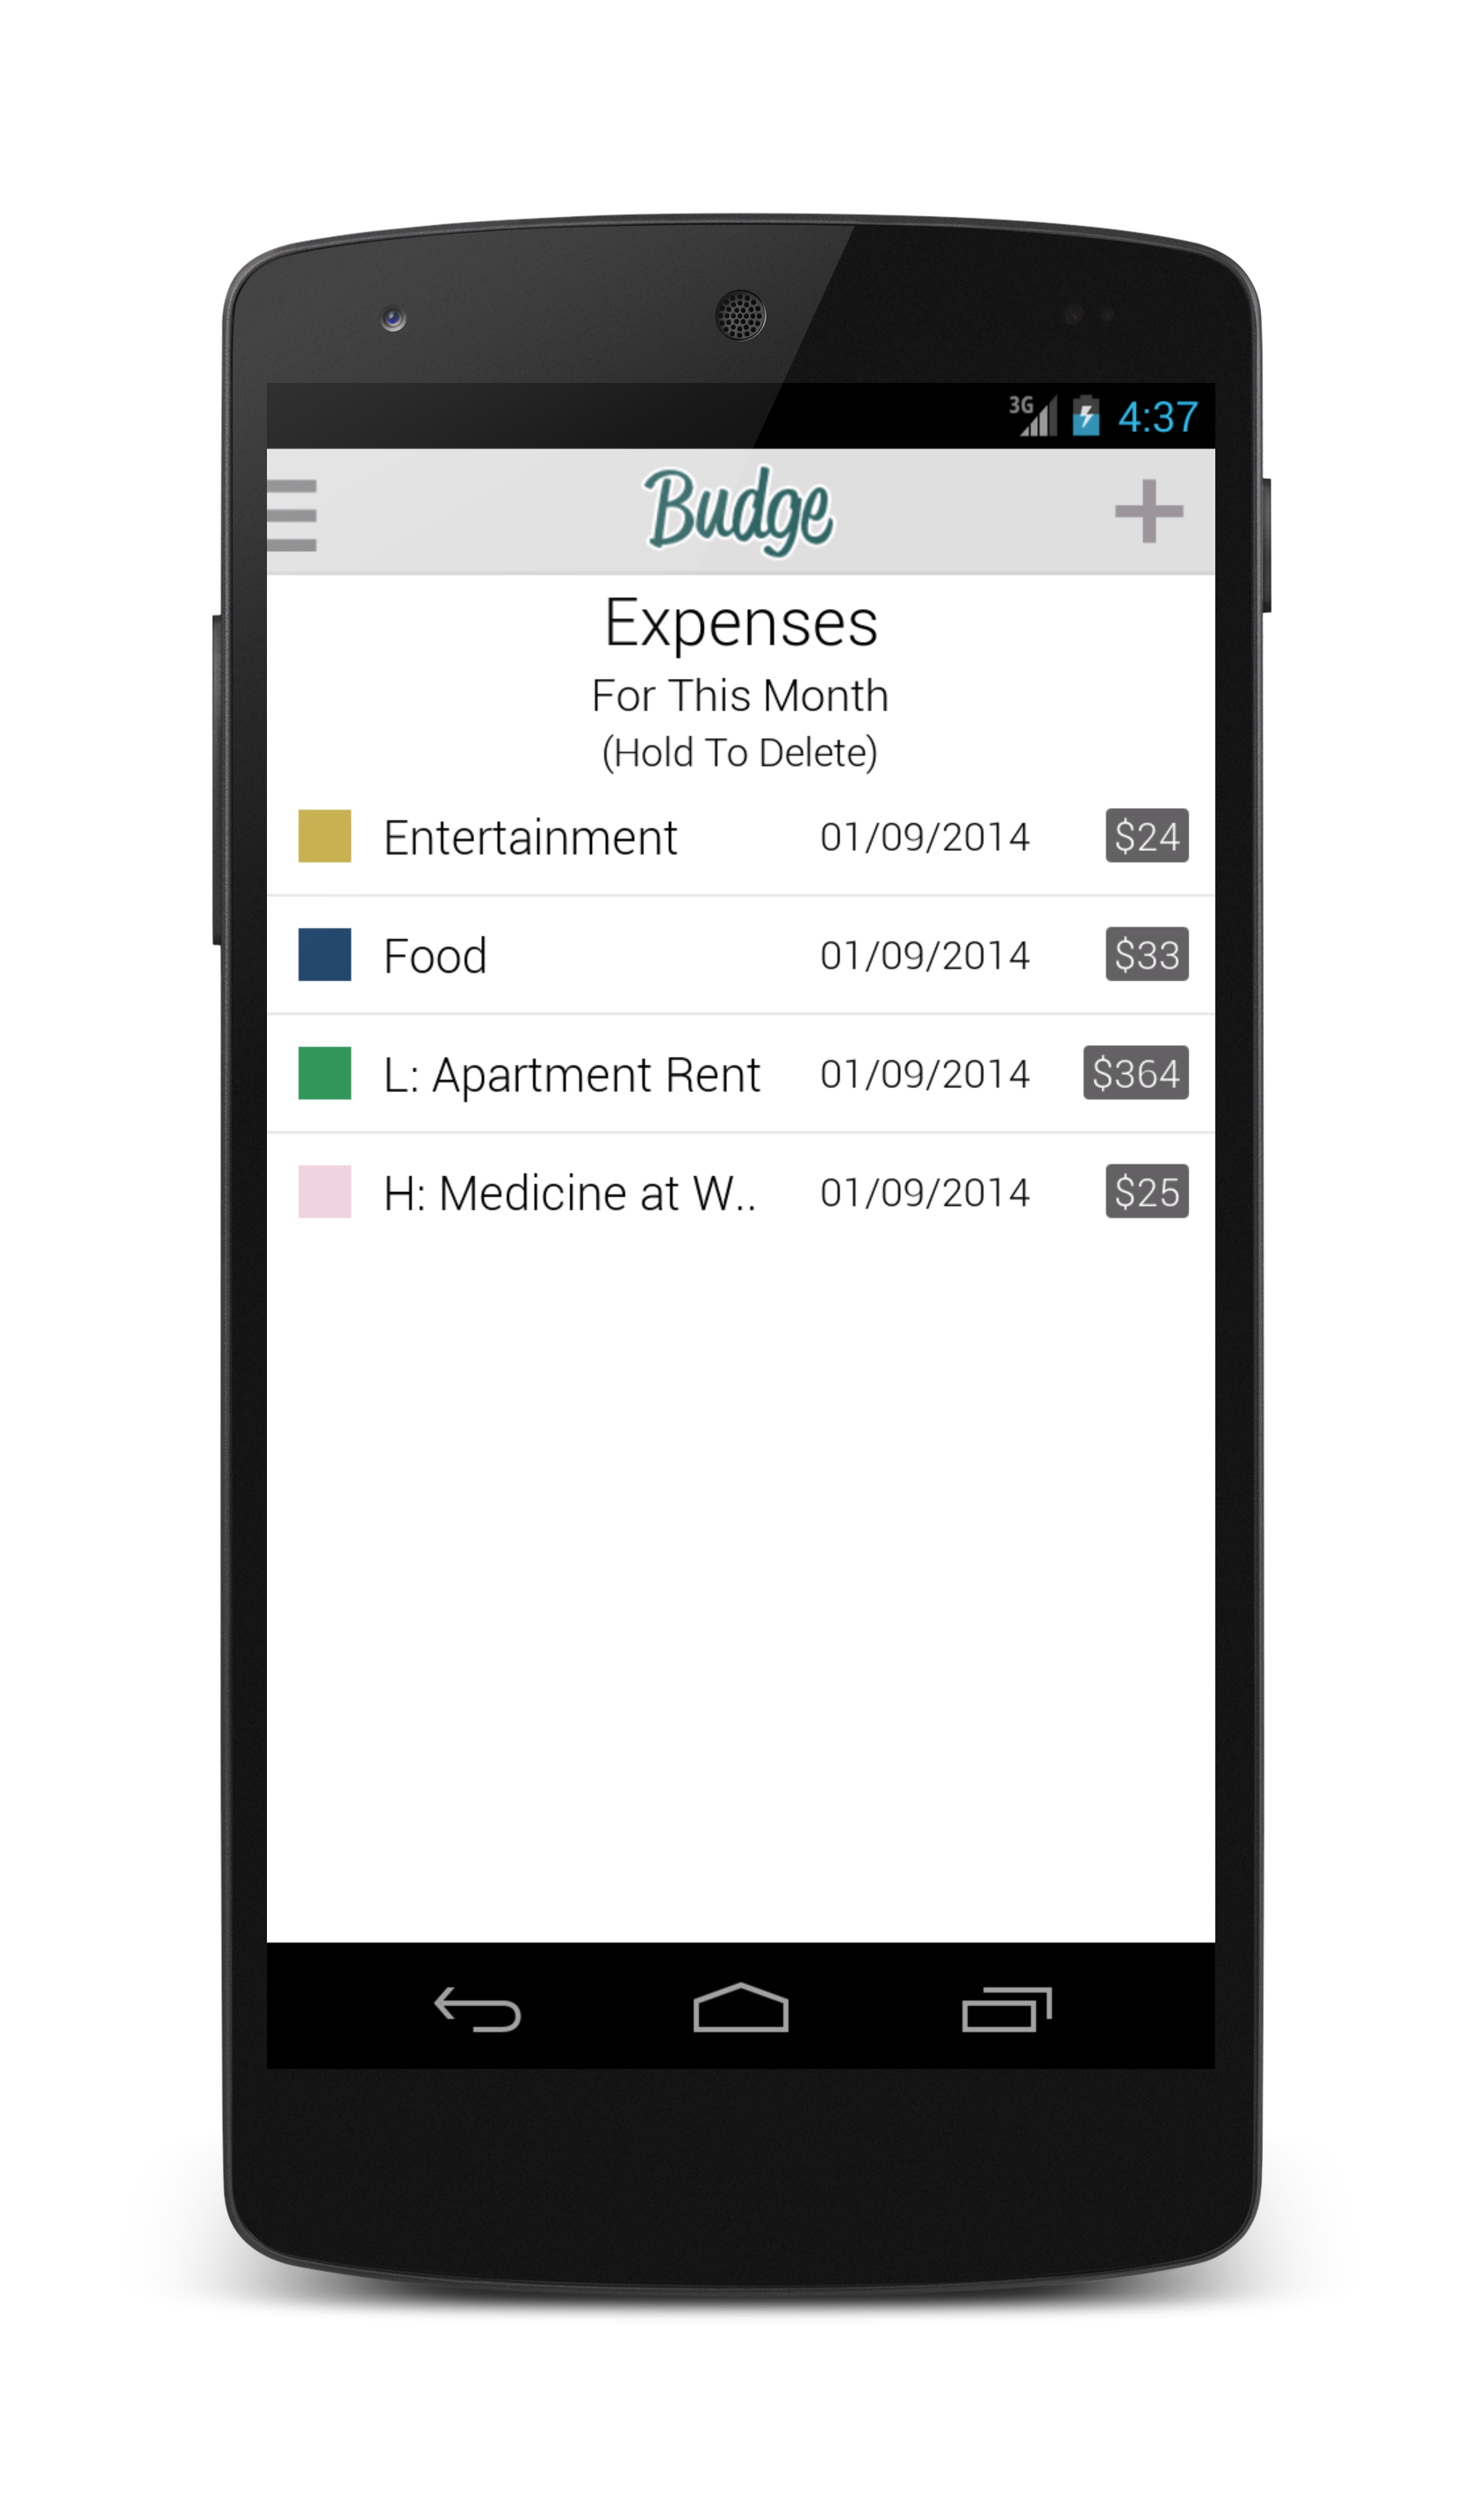 3G 4:37
Budge
Expenses
For This Month
(Hold To Delete)
Entertainment 01/09/2014 $24
Food 01/09/2014 $33
L: Apartment Rent 01/09/2014 $364
H: Medicine at W.. 01/09/2014 $25